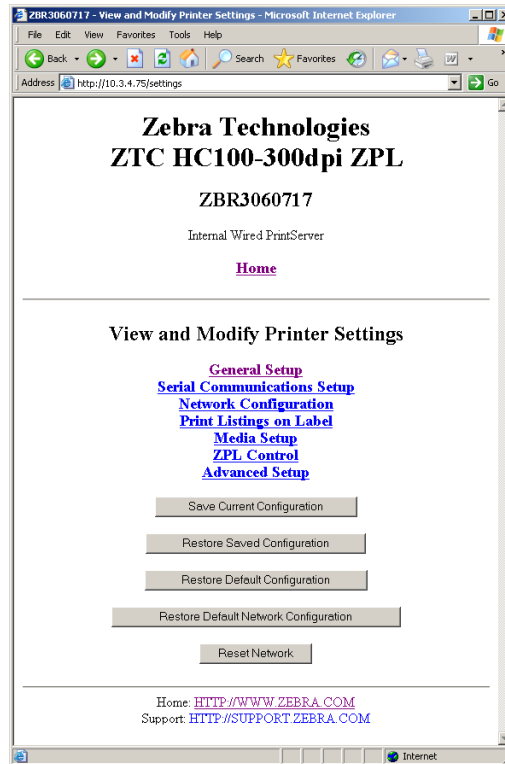 ZBR3060717 - View and Modify Printer Settings - Microsoft Internet Explorer
File Edit View Favorites Tools Help
Back Search Favorites
Address http://10.3.4.75/settings Go
Zebra Technologies
ZTC HC100-300dpi ZPL
ZBR3060717
Internal Wired PrintServer
Home
View and Modify Printer Settings
General Setup
Serial Communications Setup
Network Configuration
Print Listings on Label
Media Setup
ZPL Control
Advanced Setup
Save Current Configuration
Restore Saved Configuration
Restore Default Configuration
Restore Default Network Configuration
Reset Network
Home: HTTP://WWW.ZEBRA.COM
Support: HTTP://SUPPORT.ZEBRA.COM
Internet